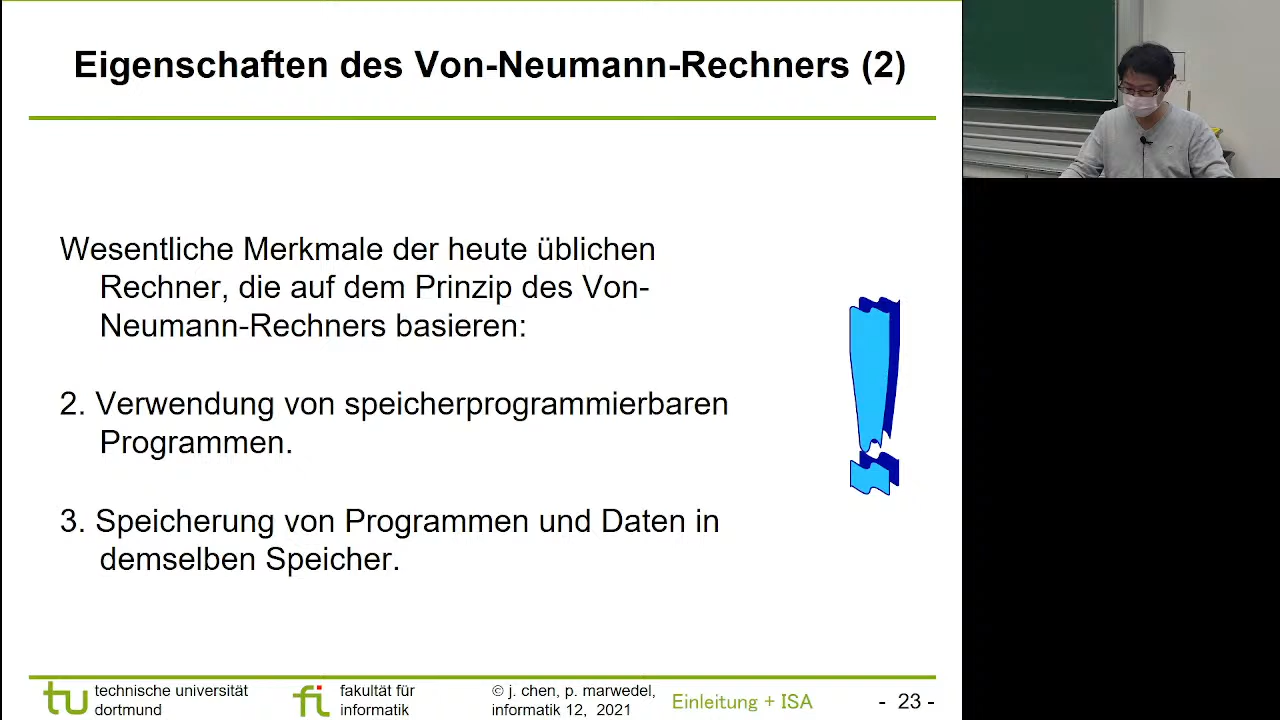 Eigenschaften des Von-Neumann-Rechners (2)
Wesentliche Merkmale der heute üblichen
Rechner, die auf dem Prinzip des Von-
Neumann-Rechners basieren:
2. Verwendung von speicherprogrammierbaren
Programmen.
3. Speicherung von Programmen und Daten in
demselben Speicher.
!
tu technische universität
dortmund
fi fakultät für
informatik
© j. chen, p. marwedel,
informatik 12, 2021
Einleitung + ISA
- 23 -